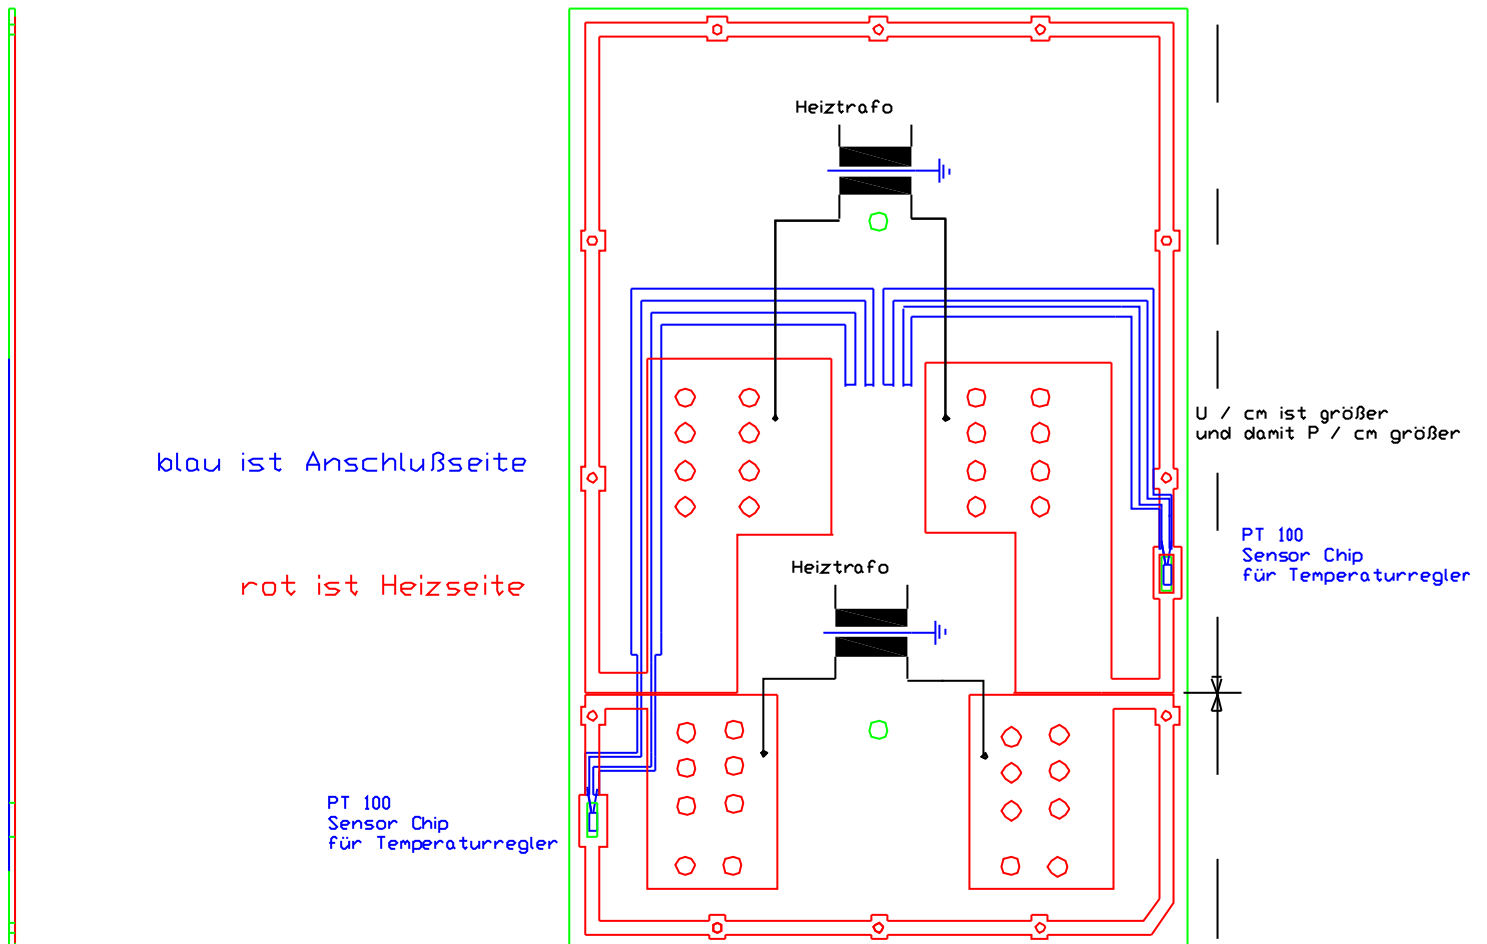 Heiztrafo
U / cm ist größer
und damit P / cm größer
blau ist Anschlußseite
PT 100
Sensor Chip
für Temperaturregler
Heiztrafo
rot ist Heizseite
PT 100
Sensor Chip
für Temperaturregler